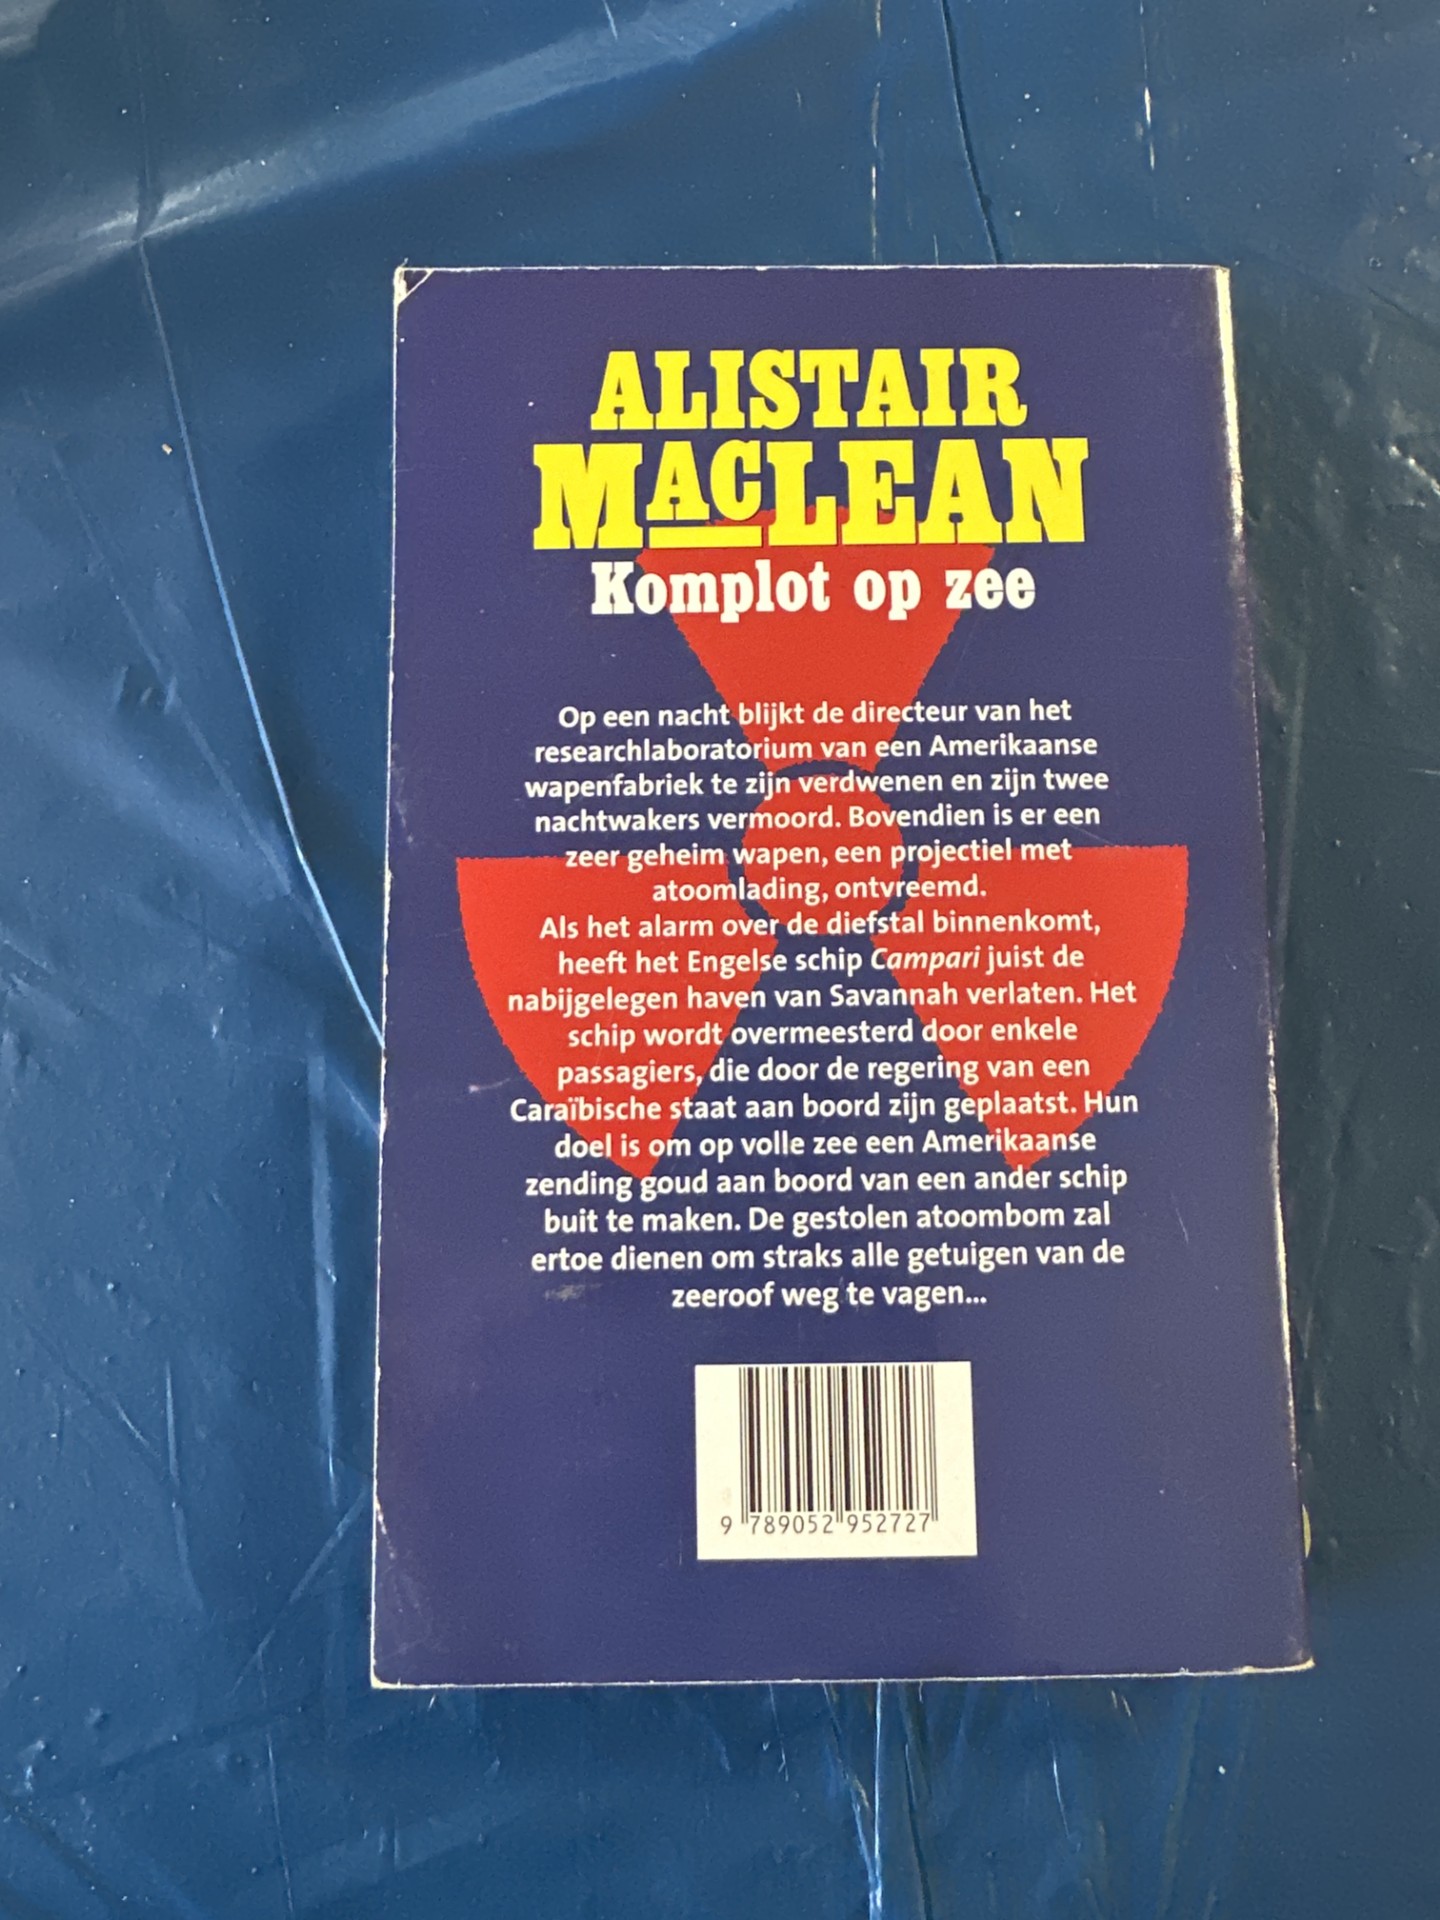 ALISTAIR
MACLEAN
Komplot op zee
Op een nacht blijkt de directeur van het
researchlaboratorium van een Amerikaanse
wapenfabriek te zijn verdwenen en zijn twee
nachtwakers vermoord. Bovendien is er een
zeer geheim wapen, een projectiel met
atoomlading, ontvreemd.
Als het alarm over de diefstal binnenkomt,
heeft het Engelse schip Campari juist de
nabijgelegen haven van Savannah verlaten. Het
schip wordt overmeesterd door enkele
passagiers, die door de regering van een
Caraïbische staat aan boord zijn geplaatst. Hun
doel is om op volle zee een Amerikaanse
zending goud aan boord van een ander schip
buit te maken. De gestolen atoombom zal
ertoe dienen om straks alle getuigen van de
zeeroof weg te vagen...
9 789052 952727